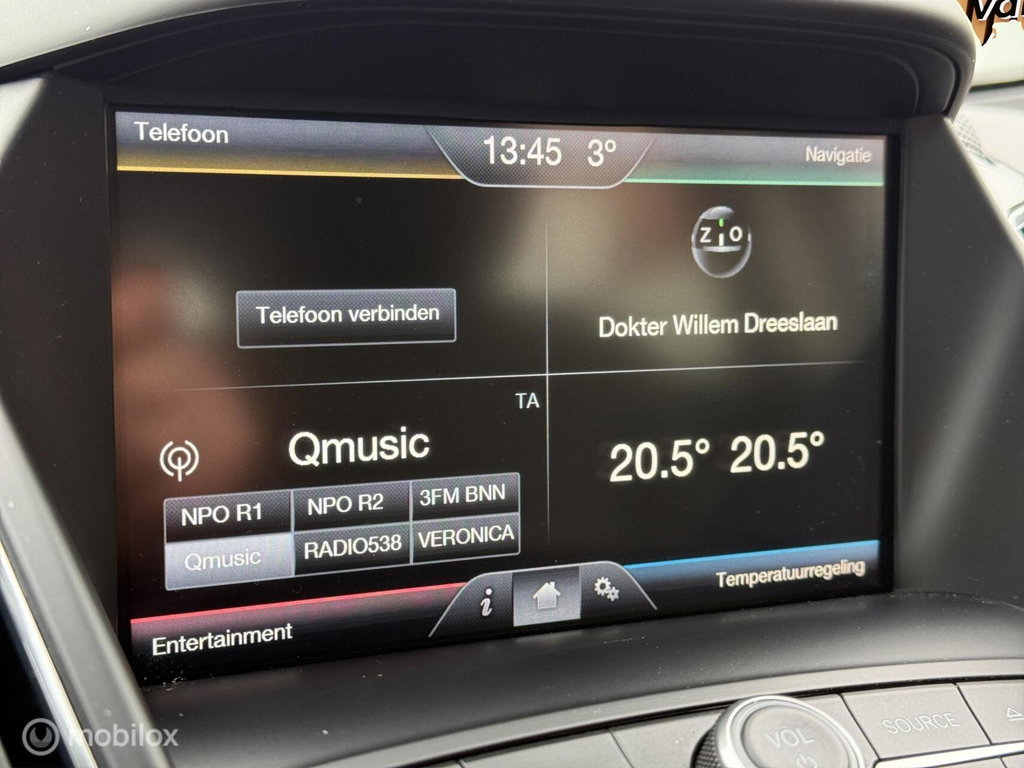 Telefoon
13:45 3°
Navigatie
Z i O
Telefoon verbinden
Dokter Willem Dreeslaan
TA
Qmusic
20.5° 20.5°
NPO R1 NPO R2 3FM BNN
Qmusic RADIO538 VERONICA
i
Entertainment
Temperatuurregeling
VOL
SOURCE
mobilox